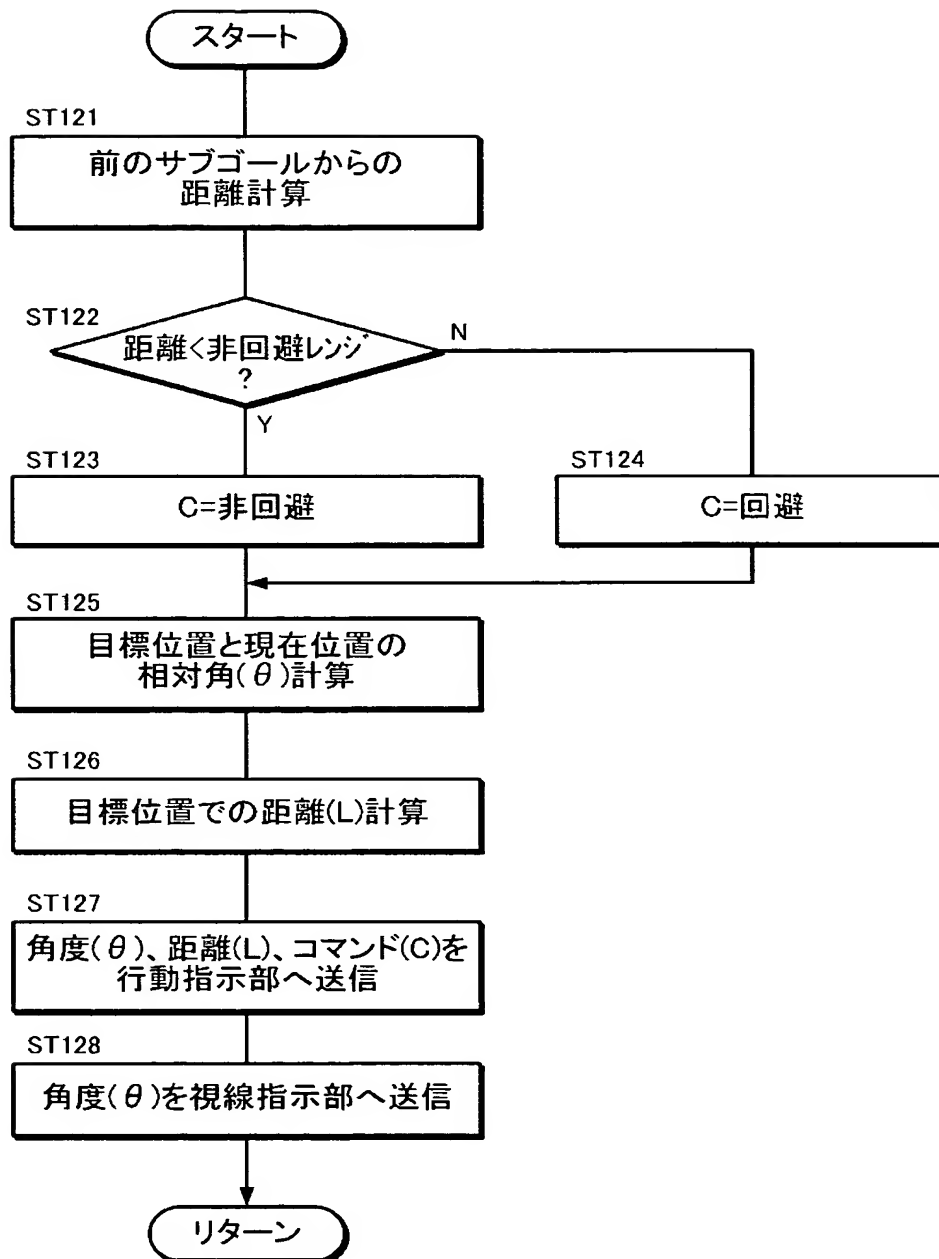 スタート
ST121
前のサブゴールからの
距離計算
ST122
距離<非回避レンジ
?
N
Y
ST123
C=非回避
ST124
C=回避
ST125
目標位置と現在位置の
相対角(θ)計算
ST126
目標位置での距離(L)計算
ST127
角度(θ)、距離(L)、コマンド(C)を
行動指示部へ送信
ST128
角度(θ)を視線指示部へ送信
リターン